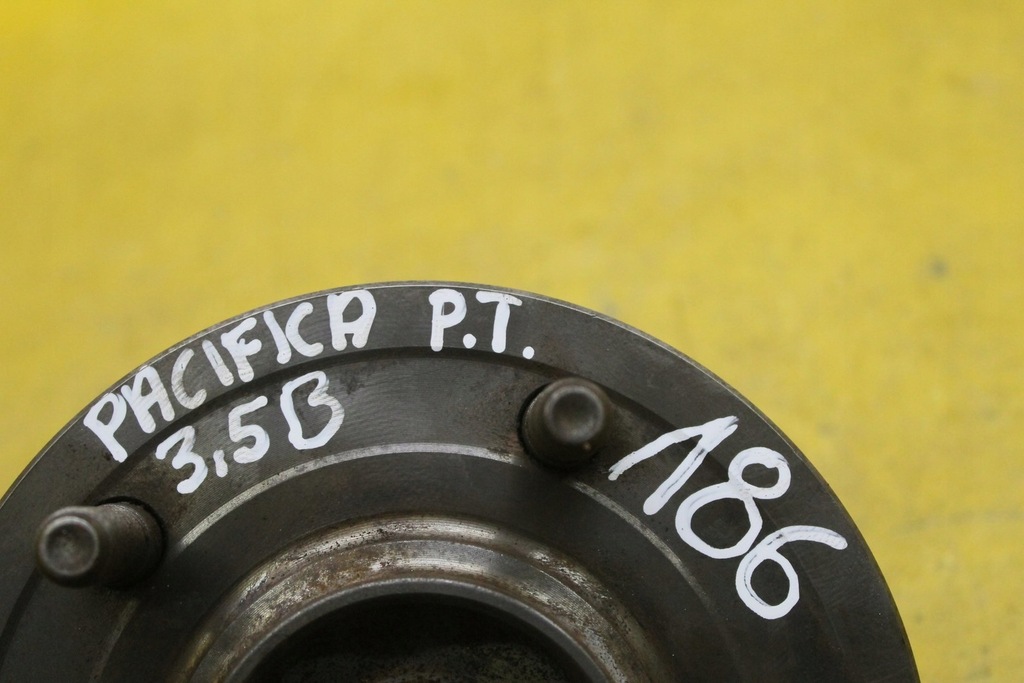 PACIFICA P.T.
3,5B
186